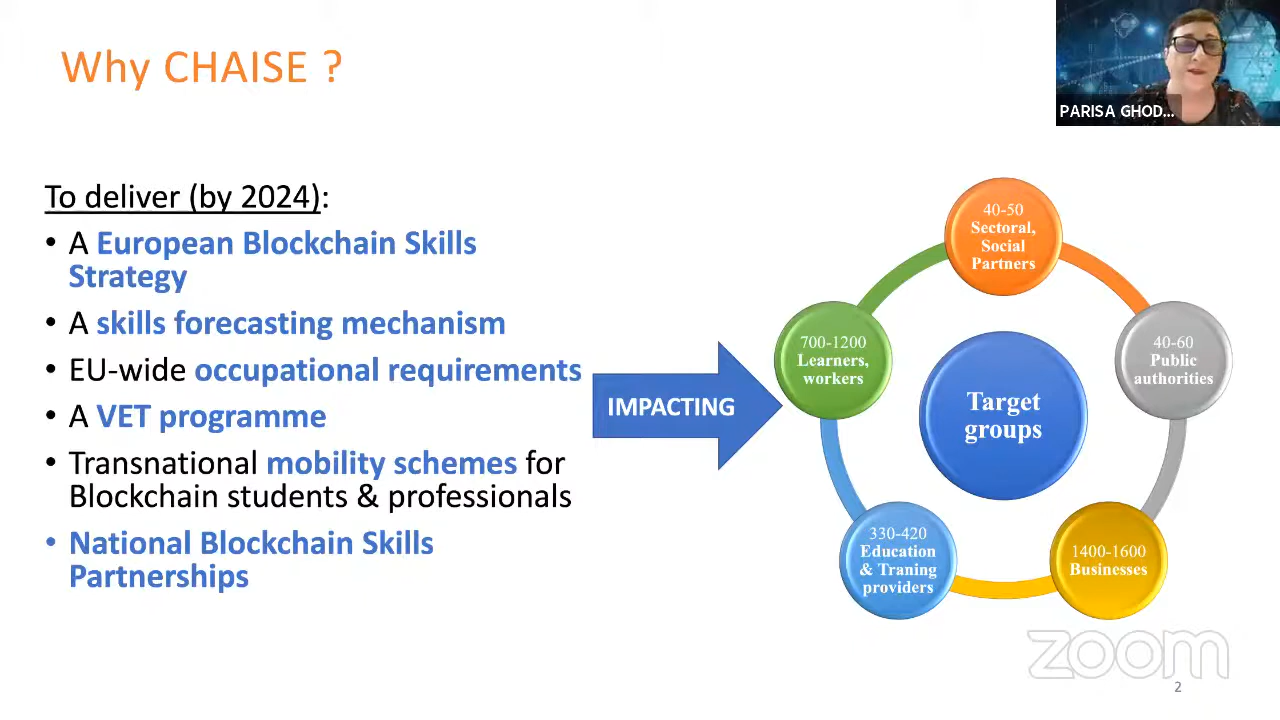 Why CHAISE ?
PARISA GHOD...
To deliver (by 2024):
• A European Blockchain Skills
Strategy
• A skills forecasting mechanism
• EU-wide occupational requirements
• A VET programme
• Transnational mobility schemes for
Blockchain students & professionals
• National Blockchain Skills
Partnerships
IMPACTING
40-50
Sectoral,
Social
Partners
40-60
Public
authorities
1400-1600
Businesses
330-420
Education
& Traning
providers
700-1200
Learners,
workers
Target
groups
zoom
2